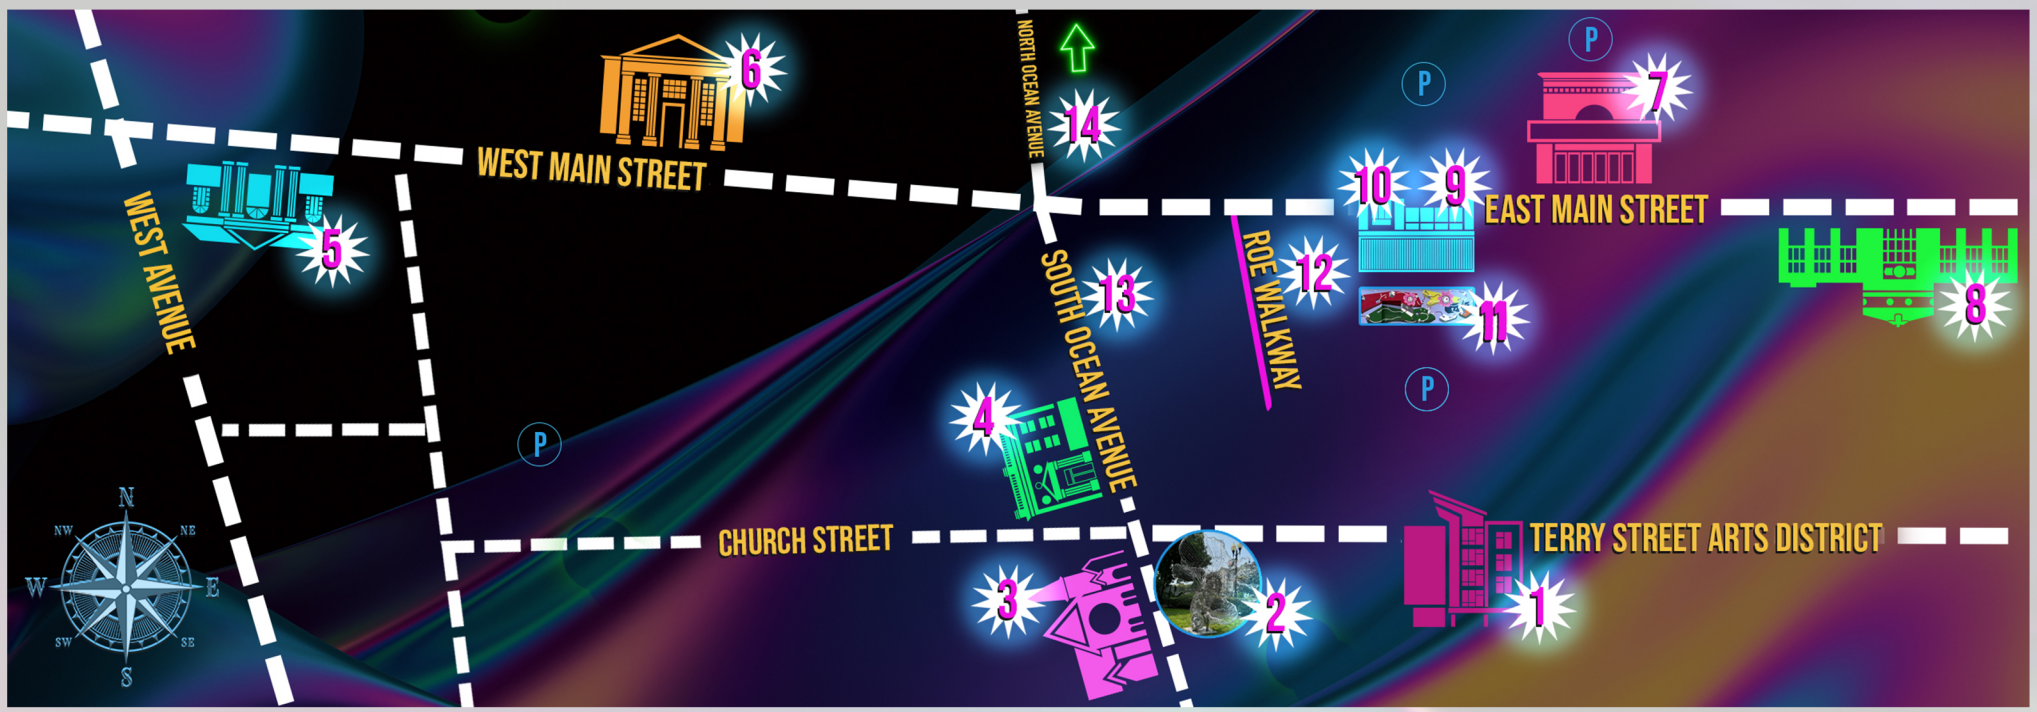 NORTH OCEAN AVENUE
P
P
6
7
14
WEST MAIN STREET
10
9
EAST MAIN STREET
WEST AVENUE
5
SOUTH OCEAN AVENUE
13
ROE WALKWAY
12
11
8
4
P
P
N
NW
NE
W
E
SW
SE
S
CHURCH STREET
TERRY STREET ARTS DISTRICT
3
2
1